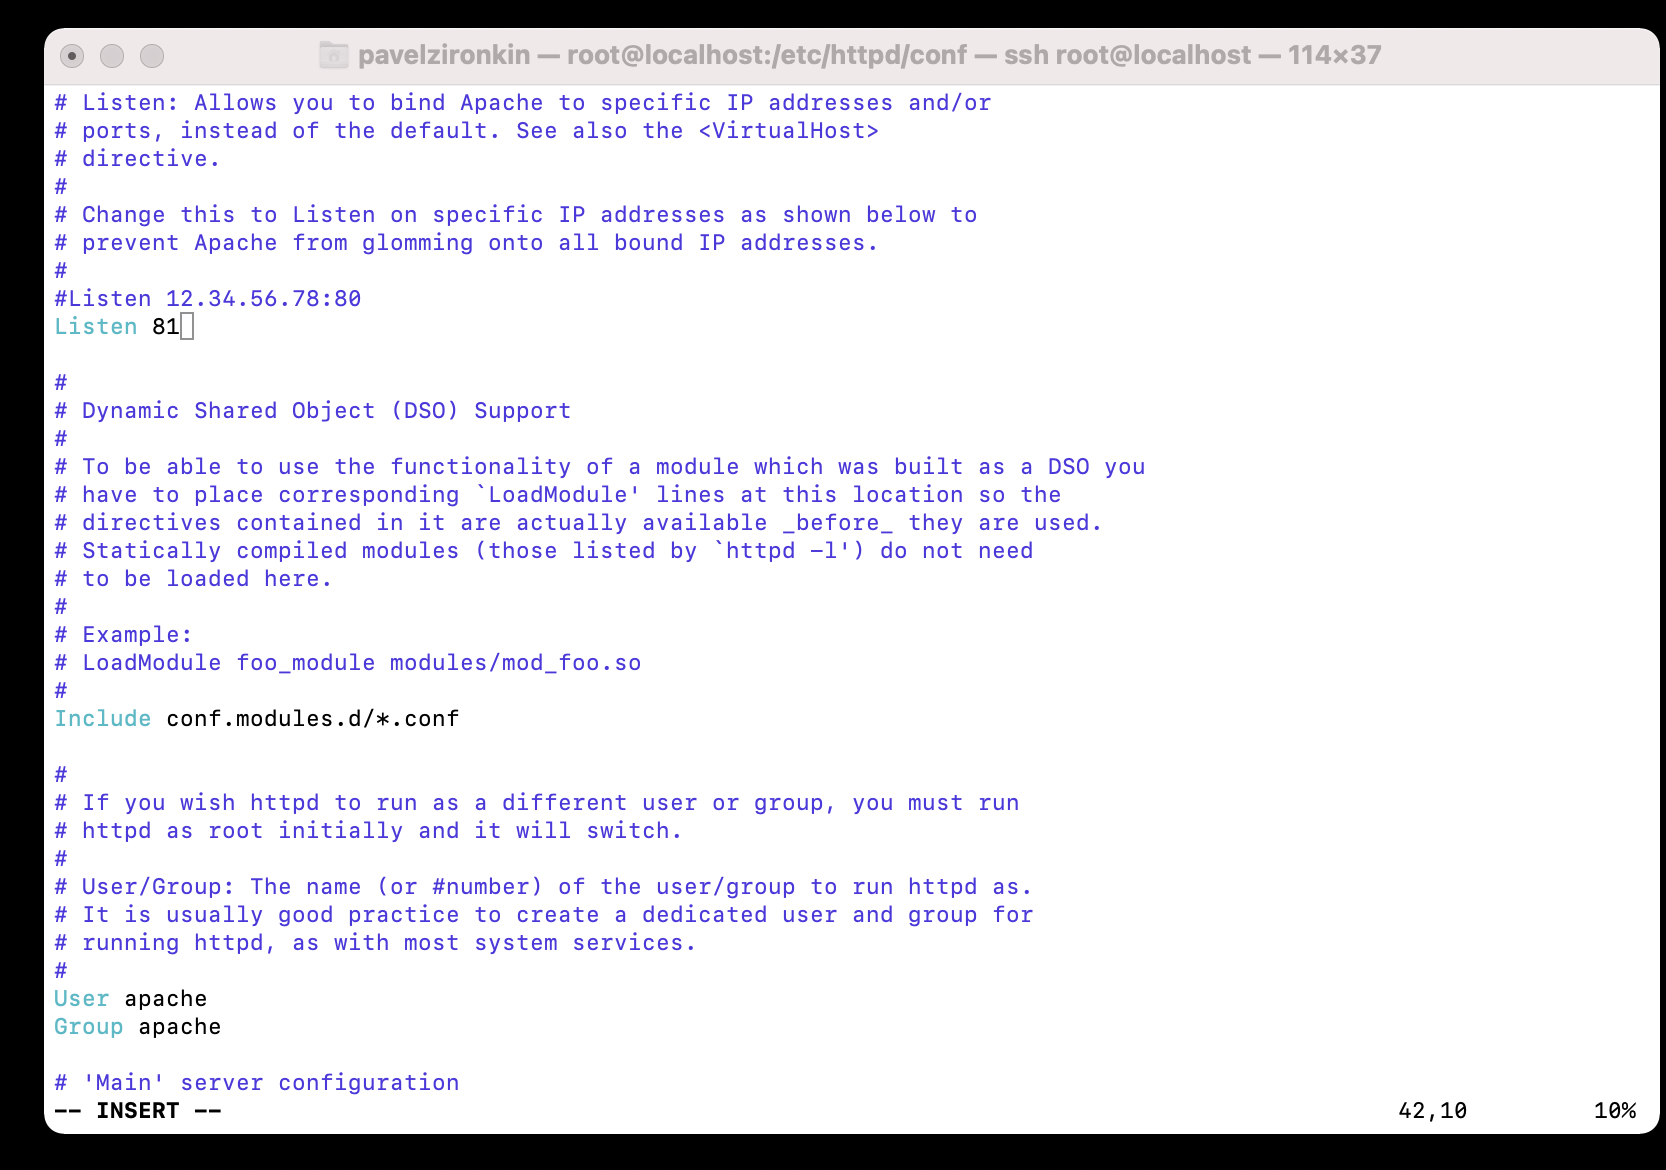 pavelzironkin — root@localhost:/etc/httpd/conf — ssh root@localhost — 114×37
# Listen: Allows you to bind Apache to specific IP addresses and/or
# ports, instead of the default. See also the <VirtualHost>
# directive.
#
# Change this to Listen on specific IP addresses as shown below to
# prevent Apache from glomming onto all bound IP addresses.
#
#Listen 12.34.56.78:80
Listen 81
#
# Dynamic Shared Object (DSO) Support
#
# To be able to use the functionality of a module which was built as a DSO you
# have to place corresponding `LoadModule' lines at this location so the
# directives contained in it are actually available _before_ they are used.
# Statically compiled modules (those listed by `httpd -l') do not need
# to be loaded here.
#
# Example:
# LoadModule foo_module modules/mod_foo.so
#
Include conf.modules.d/*.conf
#
# If you wish httpd to run as a different user or group, you must run
# httpd as root initially and it will switch.
#
# User/Group: The name (or #number) of the user/group to run httpd as.
# It is usually good practice to create a dedicated user and group for
# running httpd, as with most system services.
#
User apache
Group apache
# 'Main' server configuration
-- INSERT -- 42,10 10%